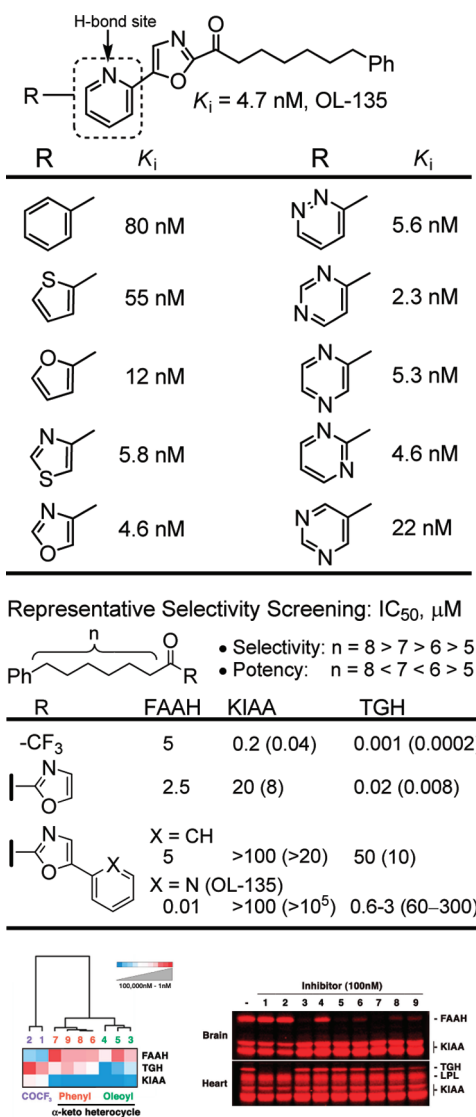 H-bond site
N
N
O
O
Ph
R
Ki = 4.7 nM, OL-135
R Ki R Ki
80 nM
N N 5.6 nM
S 55 nM
N N 2.3 nM
O 12 nM
N N 5.3 nM
N S 5.8 nM
N N 4.6 nM
N O 4.6 nM
N N 22 nM
Representative Selectivity Screening: IC50, μM
n
O
Ph R
• Selectivity: n = 8 > 7 > 6 > 5
• Potency: n = 8 < 7 < 6 > 5
R FAAH KIAA TGH
-CF3 5 0.2 (0.04) 0.001 (0.0002)
N O 2.5 20 (8) 0.02 (0.008)
X = CH
N O X 5 >100 (>20) 50 (10)
X = N (OL-135)
0.01 >100 (>10^5) 0.6-3 (60–300)
100,000nM - 1nM
2 1 7 9 8 6 4 5 3
FAAH
TGH
KIAA
COCF3 Phenyl Oleoyl
α-keto heterocycle
Inhibitor (100nM)
- 1 2 3 4 5 6 7 8 9
Brain
- FAAH
KIAA
Heart
- TGH
- LPL
KIAA